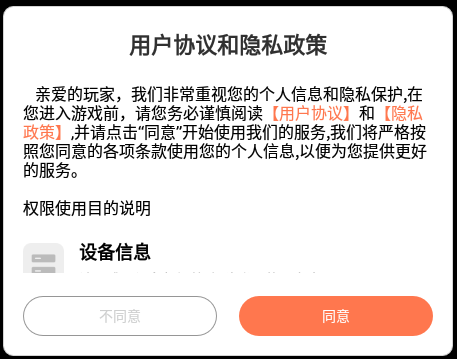 用户协议和隐私政策
亲爱的玩家，我们非常重视您的个人信息和隐私保护,在
您进入游戏前，请您务必谨慎阅读【用户协议】和【隐私
政策】,并请点击“同意”开始使用我们的服务,我们将严格按
照您同意的各项条款使用您的个人信息,以便为您提供更好
的服务。
权限使用目的说明
设备信息
不同意
同意